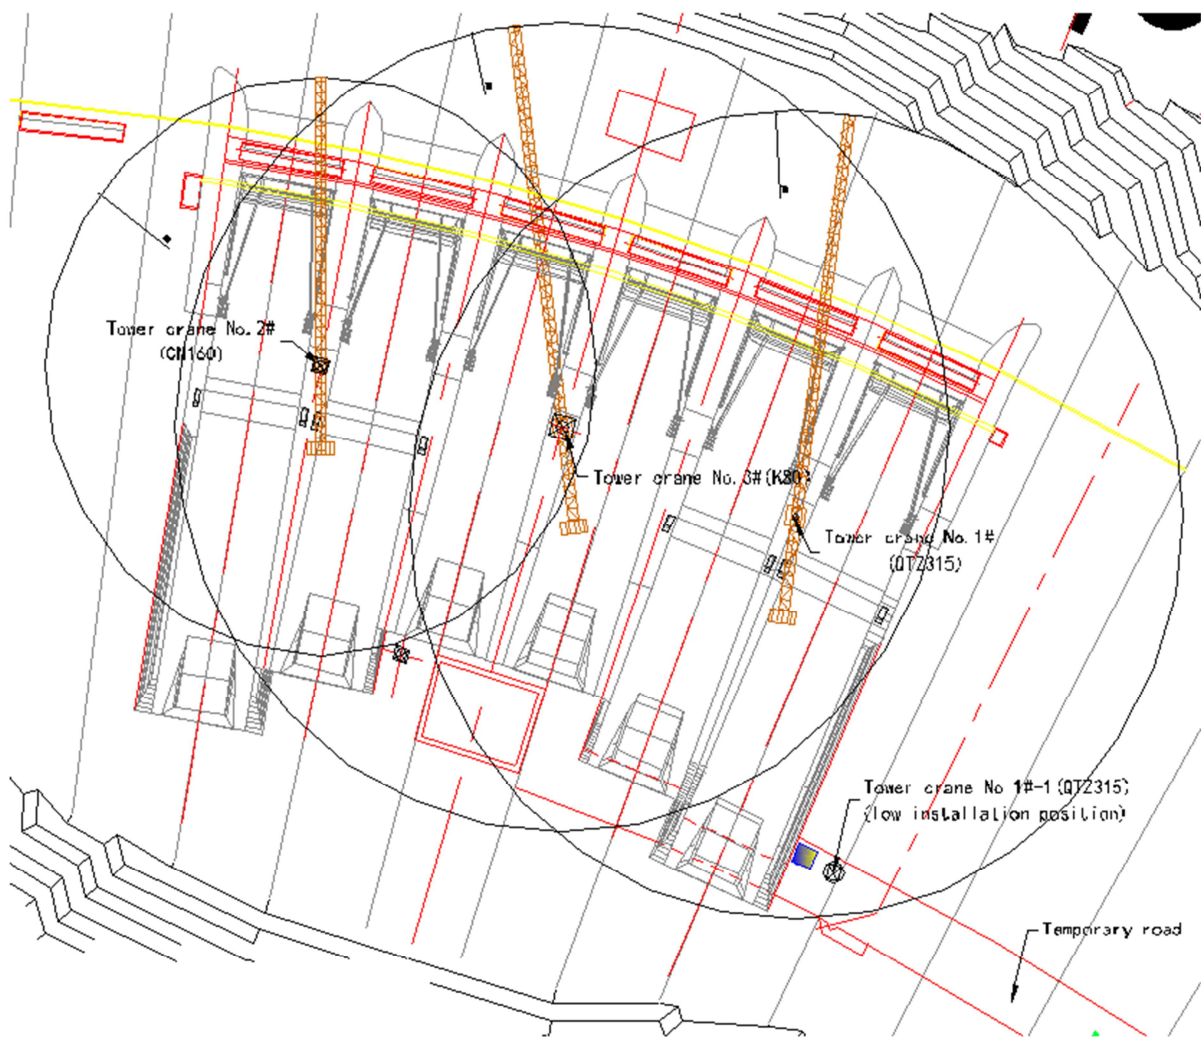 Tower crane No.2#
(CN160)
Tower crane No.3#(K80)
Tower crane No.1#
(QTZ315)
Tower crane No 1#-1(QTZ315)
(low installation position)
Temporary road